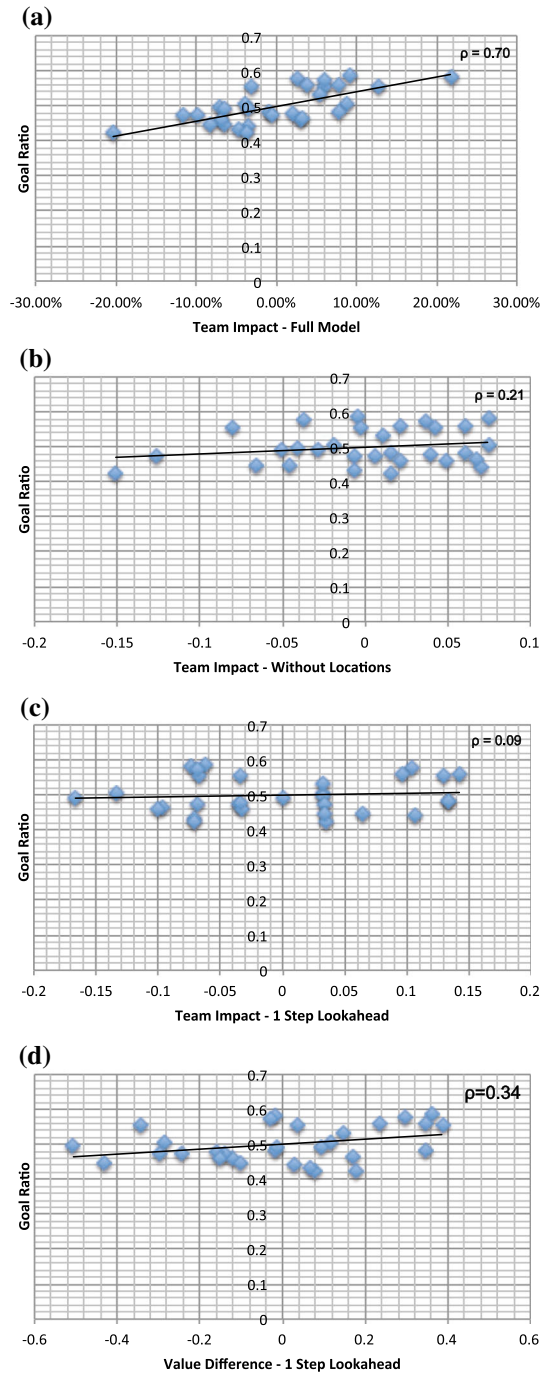 (a)
0.7
ρ = 0.70
0.6
0.5
0.4
0.3
0.2
0.1
0
Goal Ratio
-30.00% -20.00% -10.00% 0.00% 10.00% 20.00% 30.00%
Team Impact - Full Model
(b)
0.7
ρ = 0.21
0.6
0.5
0.4
0.3
0.2
0.1
0
Goal Ratio
-0.2 -0.15 -0.1 -0.05 0 0.05 0.1
Team Impact - Without Locations
(c)
0.7
ρ = 0.09
0.6
0.5
0.4
0.3
0.2
0.1
0
Goal Ratio
-0.2 -0.15 -0.1 -0.05 0 0.05 0.1 0.15 0.2
Team Impact - 1 Step Lookahead
(d)
0.7
ρ=0.34
0.6
0.5
0.4
0.3
0.2
0.1
0
Goal Ratio
-0.6 -0.4 -0.2 0 0.2 0.4 0.6
Value Difference - 1 Step Lookahead